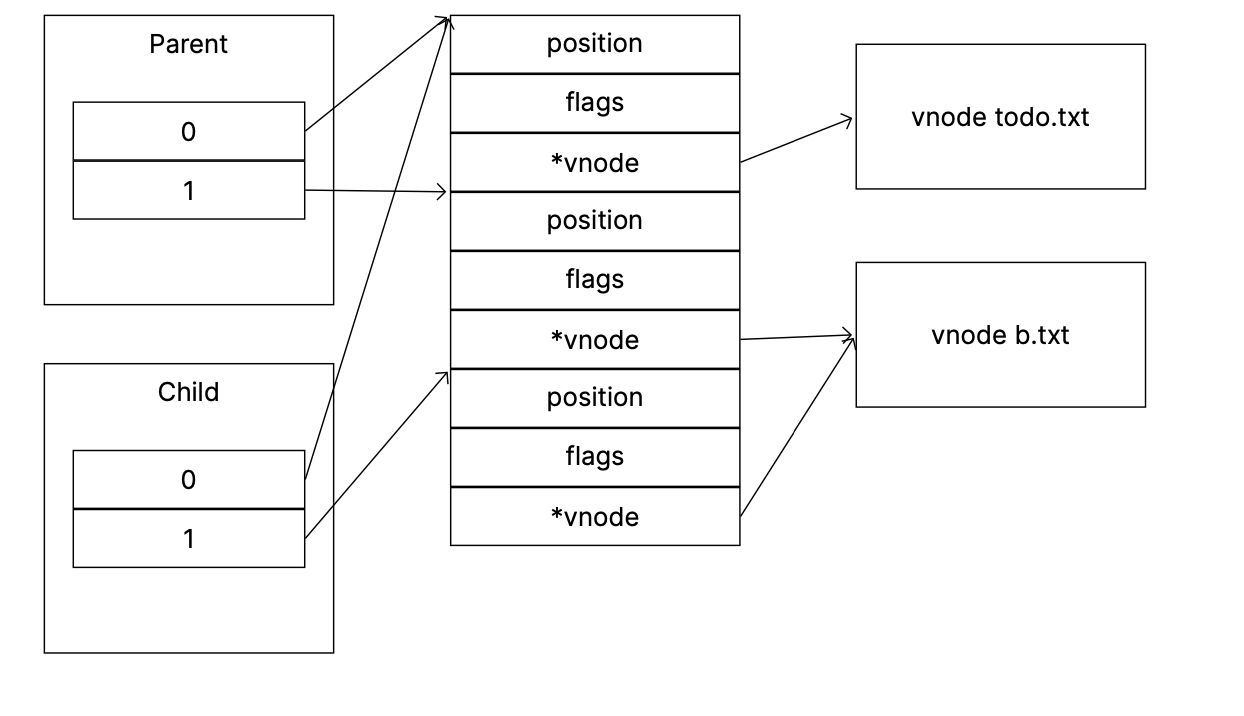 Parent
0
1
Child
0
1
position
flags
*vnode
position
flags
*vnode
position
flags
*vnode
vnode todo.txt
vnode b.txt